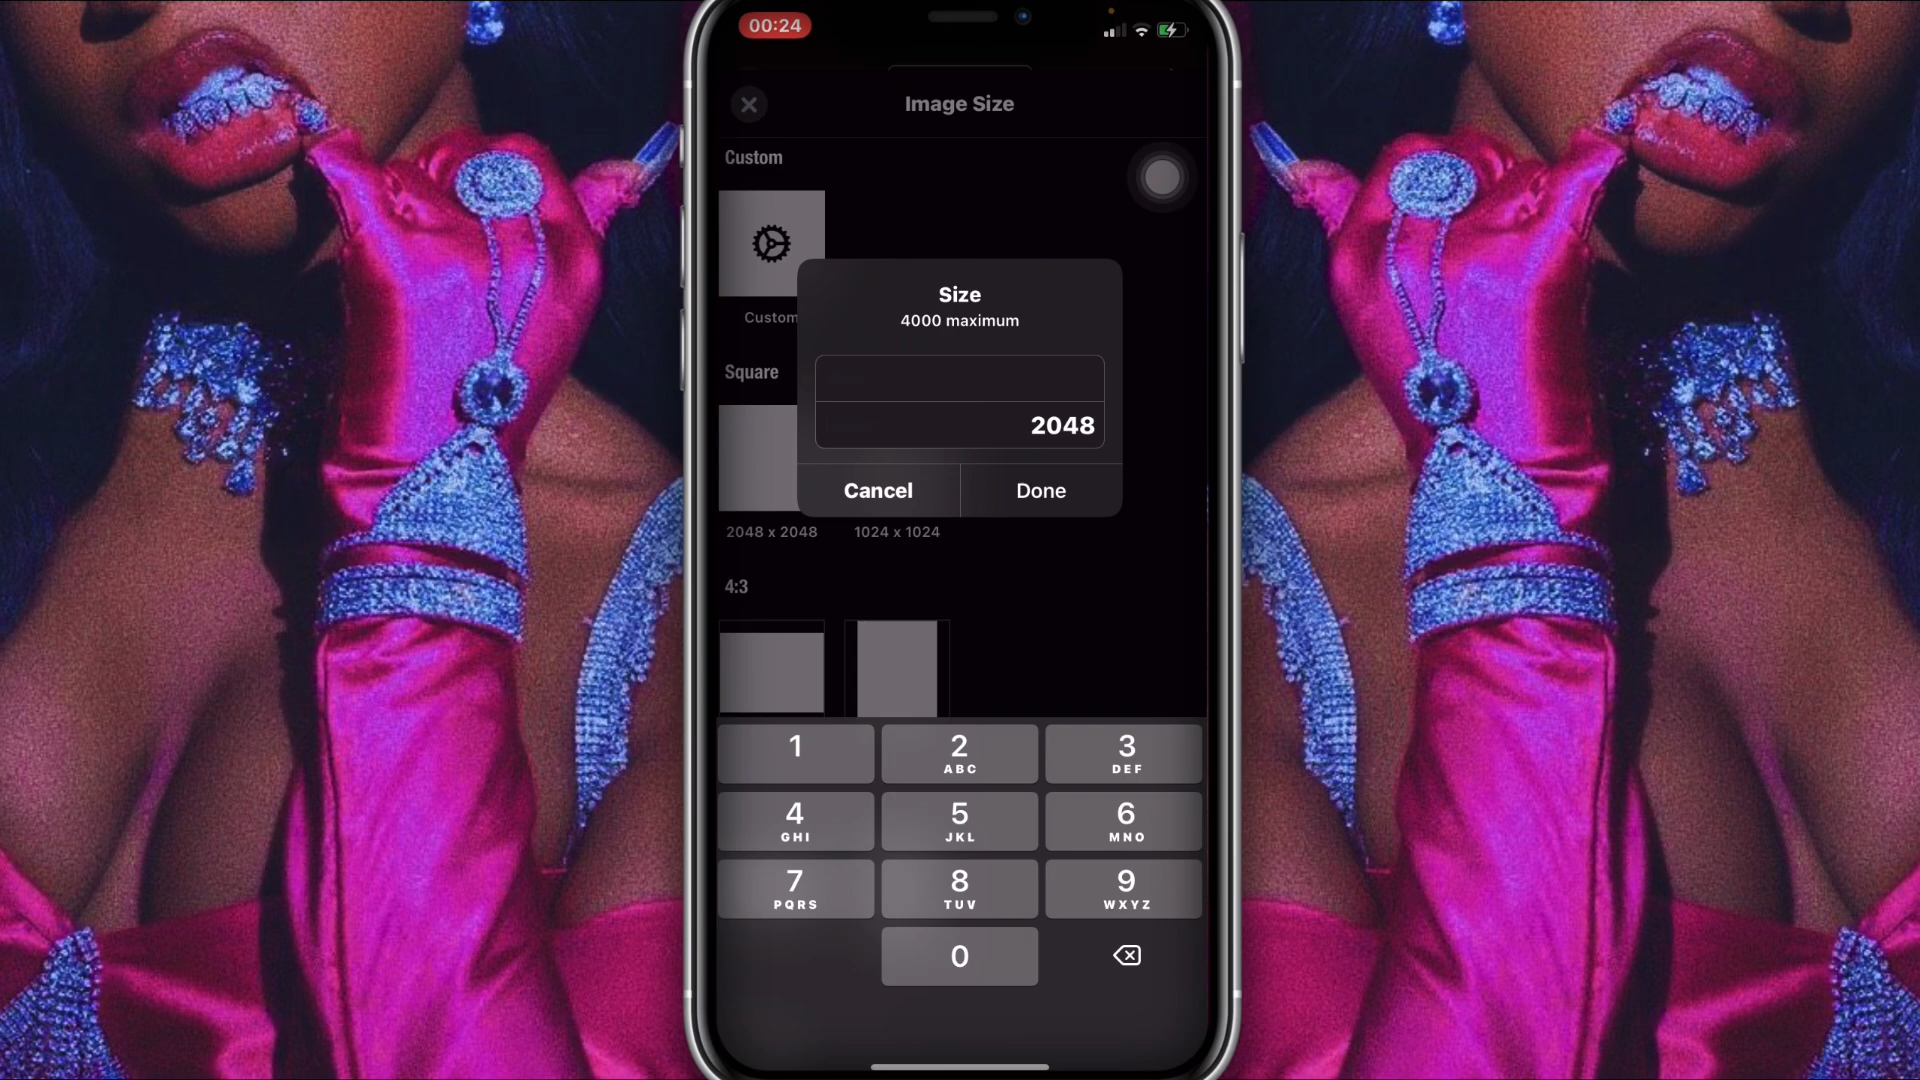 00:24
Image Size
Custom
Custom
Size
4000 maximum
2048
Cancel
Done
Square
2048 x 2048
1024 x 1024
4:3
1
2
ABC
3
DEF
4
GHI
5
JKL
6
MNO
7
PQRS
8
TUV
9
WXYZ
0